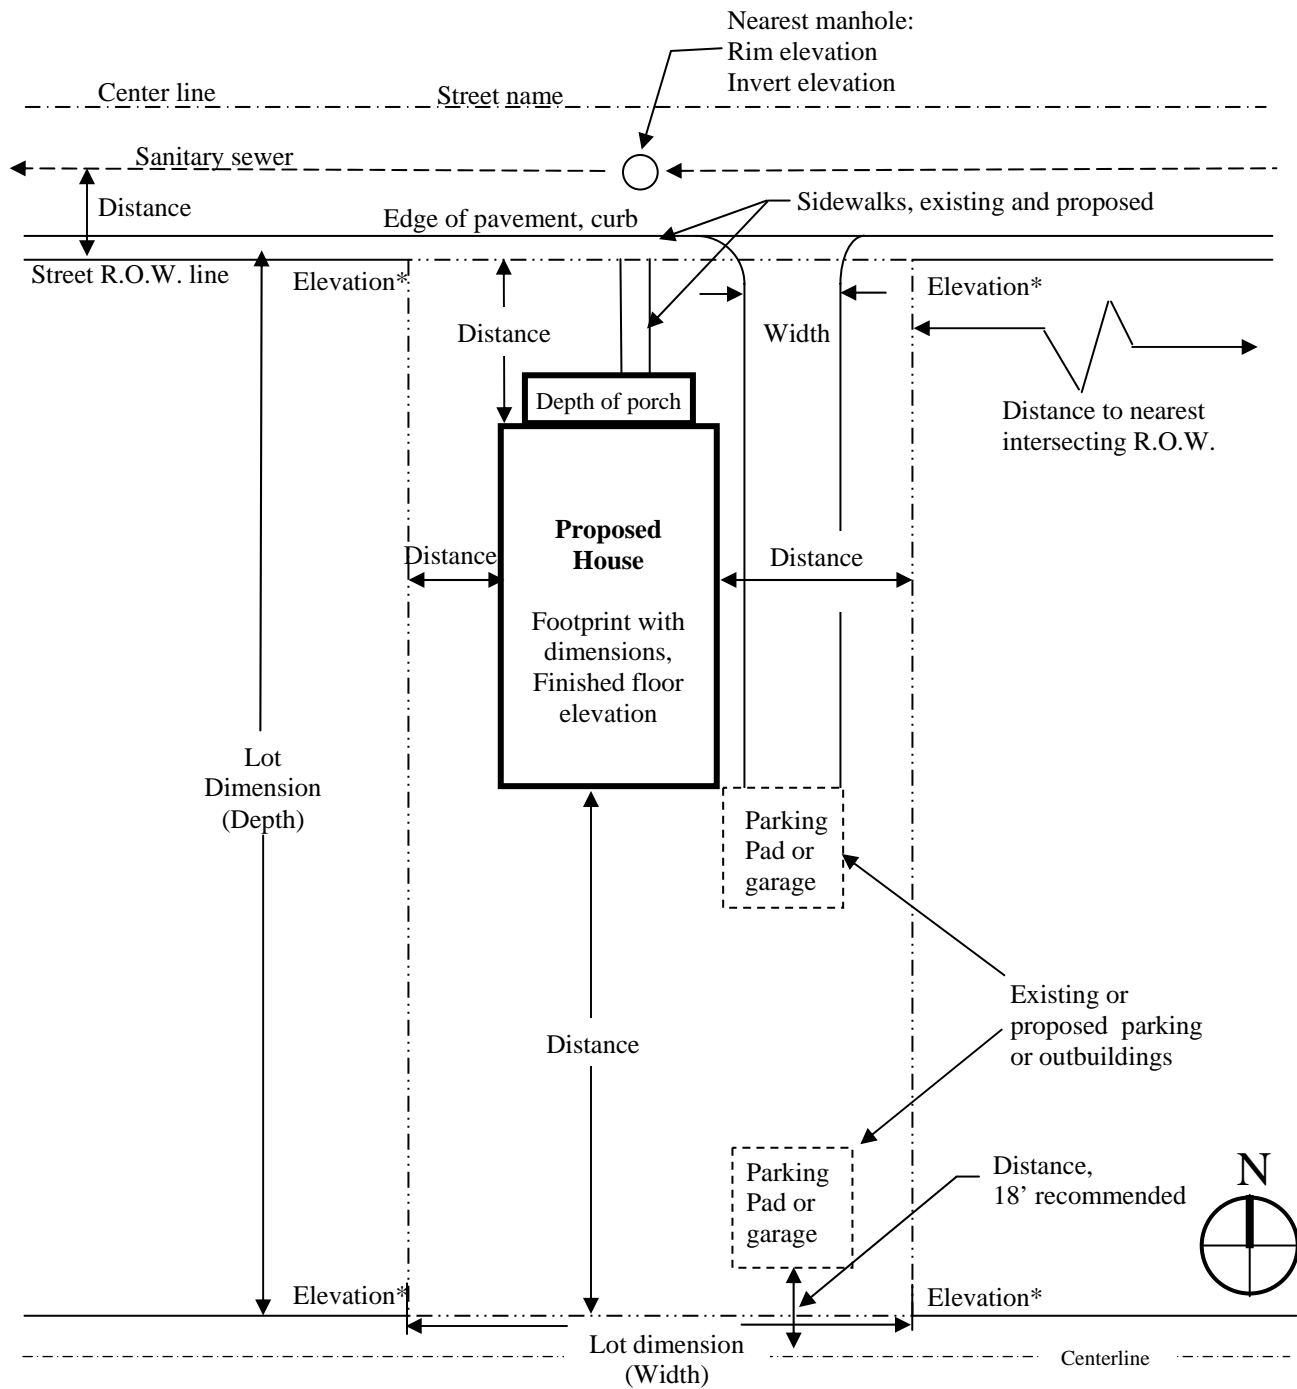 Nearest manhole:
Rim elevation
Invert elevation
Center line
Street name
Sanitary sewer
Distance
Sidewalks, existing and proposed
Edge of pavement, curb
Street R.O.W. line
Elevation*
Elevation*
Distance
Width
Depth of porch
Distance to nearest
intersecting R.O.W.
Proposed
House
Distance
Distance
Footprint with
dimensions,
Finished floor
elevation
Lot
Dimension
(Depth)
Parking
Pad or
garage
Existing or
proposed parking
or outbuildings
Distance
Parking
Pad or
garage
Distance,
18’ recommended
N
Elevation*
Elevation*
Lot dimension
(Width)
Centerline